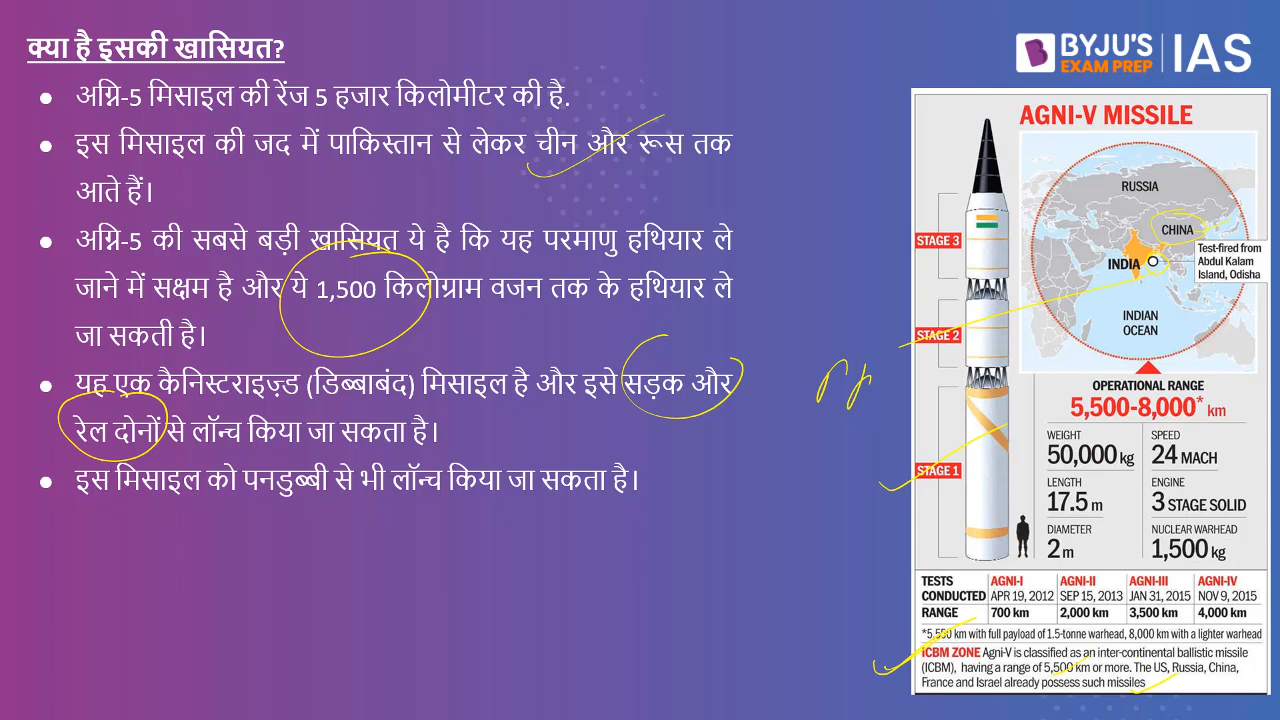 क्या है इसकी खासियत?
● अग्नि-5 मिसाइल की रेंज 5 हजार किलोमीटर की है.
● इस मिसाइल की जद में पाकिस्तान से लेकर चीन और रूस तक
आते हैं।
● अग्नि-5 की सबसे बड़ी खासियत ये है कि यह परमाणु हथियार ले
जाने में सक्षम है और ये 1,500 किलोग्राम वजन तक के हथियार ले
जा सकती है।
● यह एक कैनिस्टराइज़्ड (डिब्बाबंद) मिसाइल है और इसे सड़क और
रेल दोनों से लॉन्च किया जा सकता है।
● इस मिसाइल को पनडुब्बी से भी लॉन्च किया जा सकता है।
BYJU'S
EXAM PREP
IAS
AGNI-V MISSILE
STAGE 3
STAGE 2
STAGE 1
RUSSIA
CHINA
INDIA
Test-fired from
Abdul Kalam
Island, Odisha
INDIAN
OCEAN
OPERATIONAL RANGE
5,500-8,000* km
WEIGHT
50,000 kg
SPEED
24 MACH
LENGTH
17.5 m
ENGINE
3 STAGE SOLID
DIAMETER
2 m
NUCLEAR WARHEAD
1,500 kg
TESTS AGNI-I AGNI-II AGNI-III AGNI-IV
CONDUCTED APR 19, 2012 SEP 15, 2013 JAN 31, 2015 NOV 9, 2015
RANGE 700 km 2,000 km 3,500 km 4,000 km
*5,550 km with full payload of 1.5-tonne warhead, 8,000 km with a lighter warhead
ICBM ZONE Agni-V is classified as an inter-continental ballistic missile
(ICBM), having a range of 5,500 km or more. The US, Russia, China,
France and Israel already possess such missiles